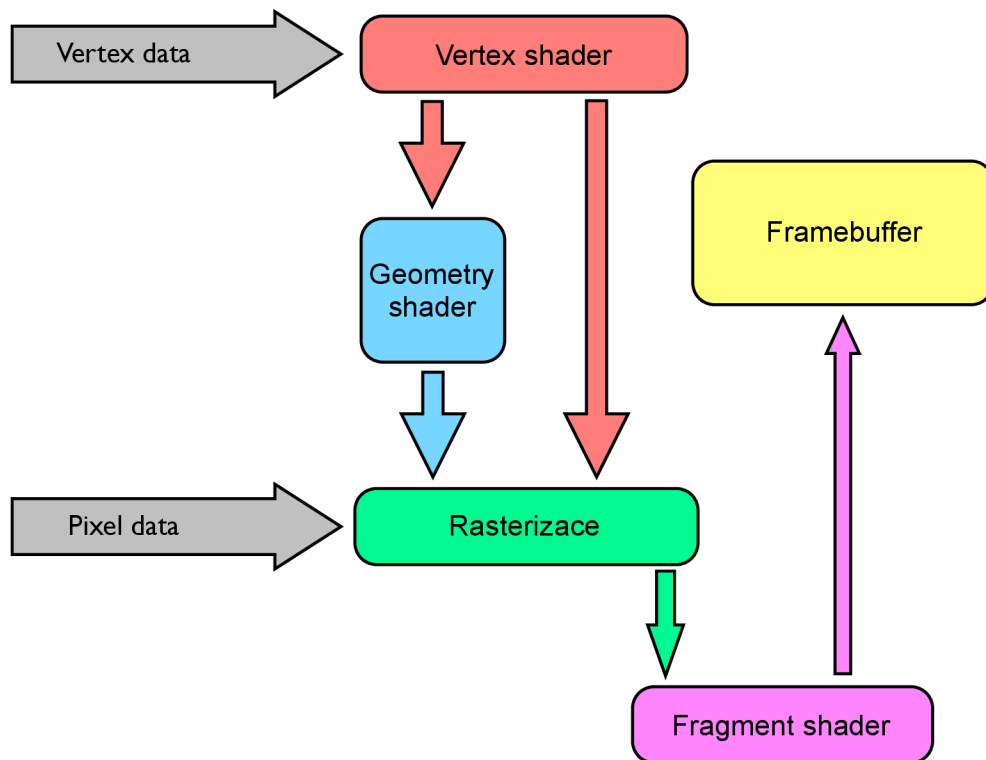 Vertex data
Vertex shader
Framebuffer
Geometry
shader
Pixel data
Rasterizace
Fragment shader